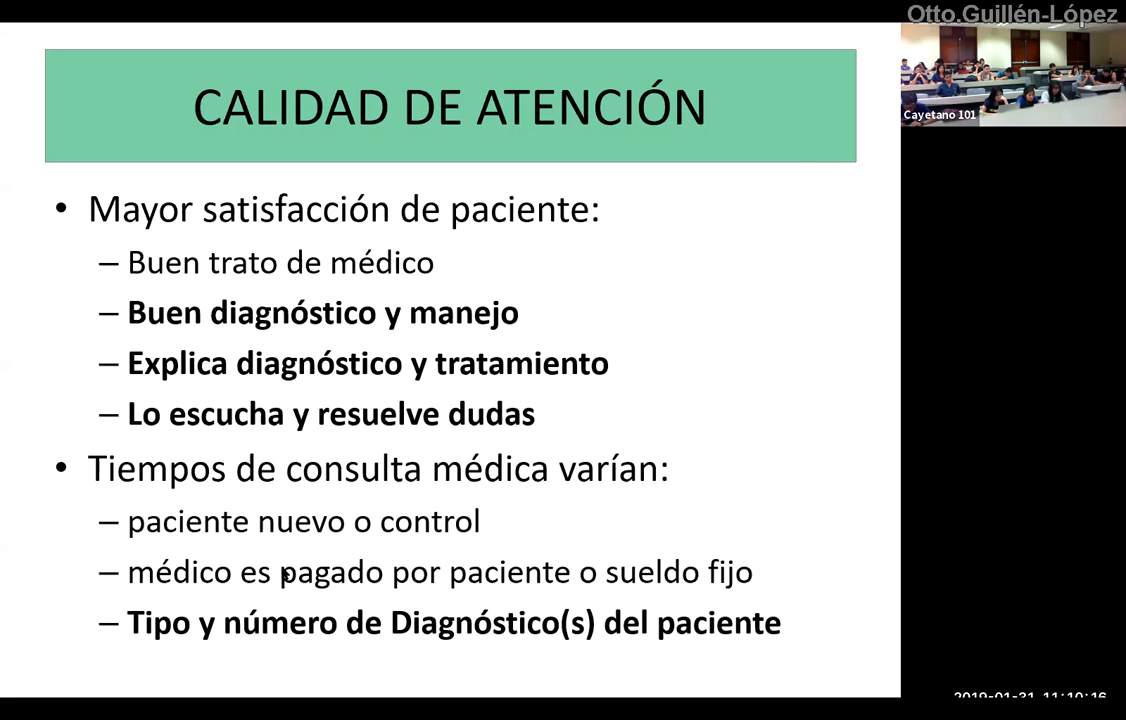 Otto.Guillén-López
CALIDAD DE ATENCIÓN
Cayetano 101
• Mayor satisfacción de paciente:
– Buen trato de médico
– Buen diagnóstico y manejo
– Explica diagnóstico y tratamiento
– Lo escucha y resuelve dudas
• Tiempos de consulta médica varían:
– paciente nuevo o control
– médico es pagado por paciente o sueldo fijo
– Tipo y número de Diagnóstico(s) del paciente
2019-01-31 11:10:16